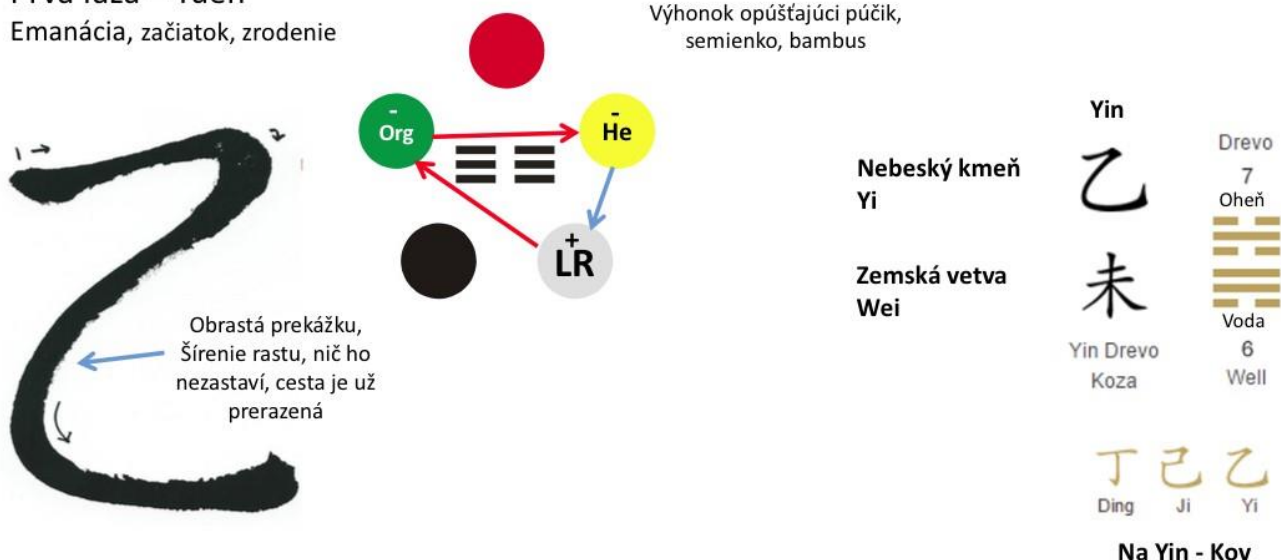 Emanácia, začiatok, zrodenie
Výhonok opúšťajúci púčik,
semienko, bambus
1
2
-
Org
-
He
+
LR
Obrastá prekážku,
Šírenie rastu, nič ho
nezastaví, cesta je už
prerazená
Nebeský kmeň
Yi
Zemská vetva
Wei
Yin
乙
未
Yin Drevo
Koza
Drevo
7
Oheň
Voda
6
Well
丁 己 乙
Ding Ji Yi
Na Yin - Kov